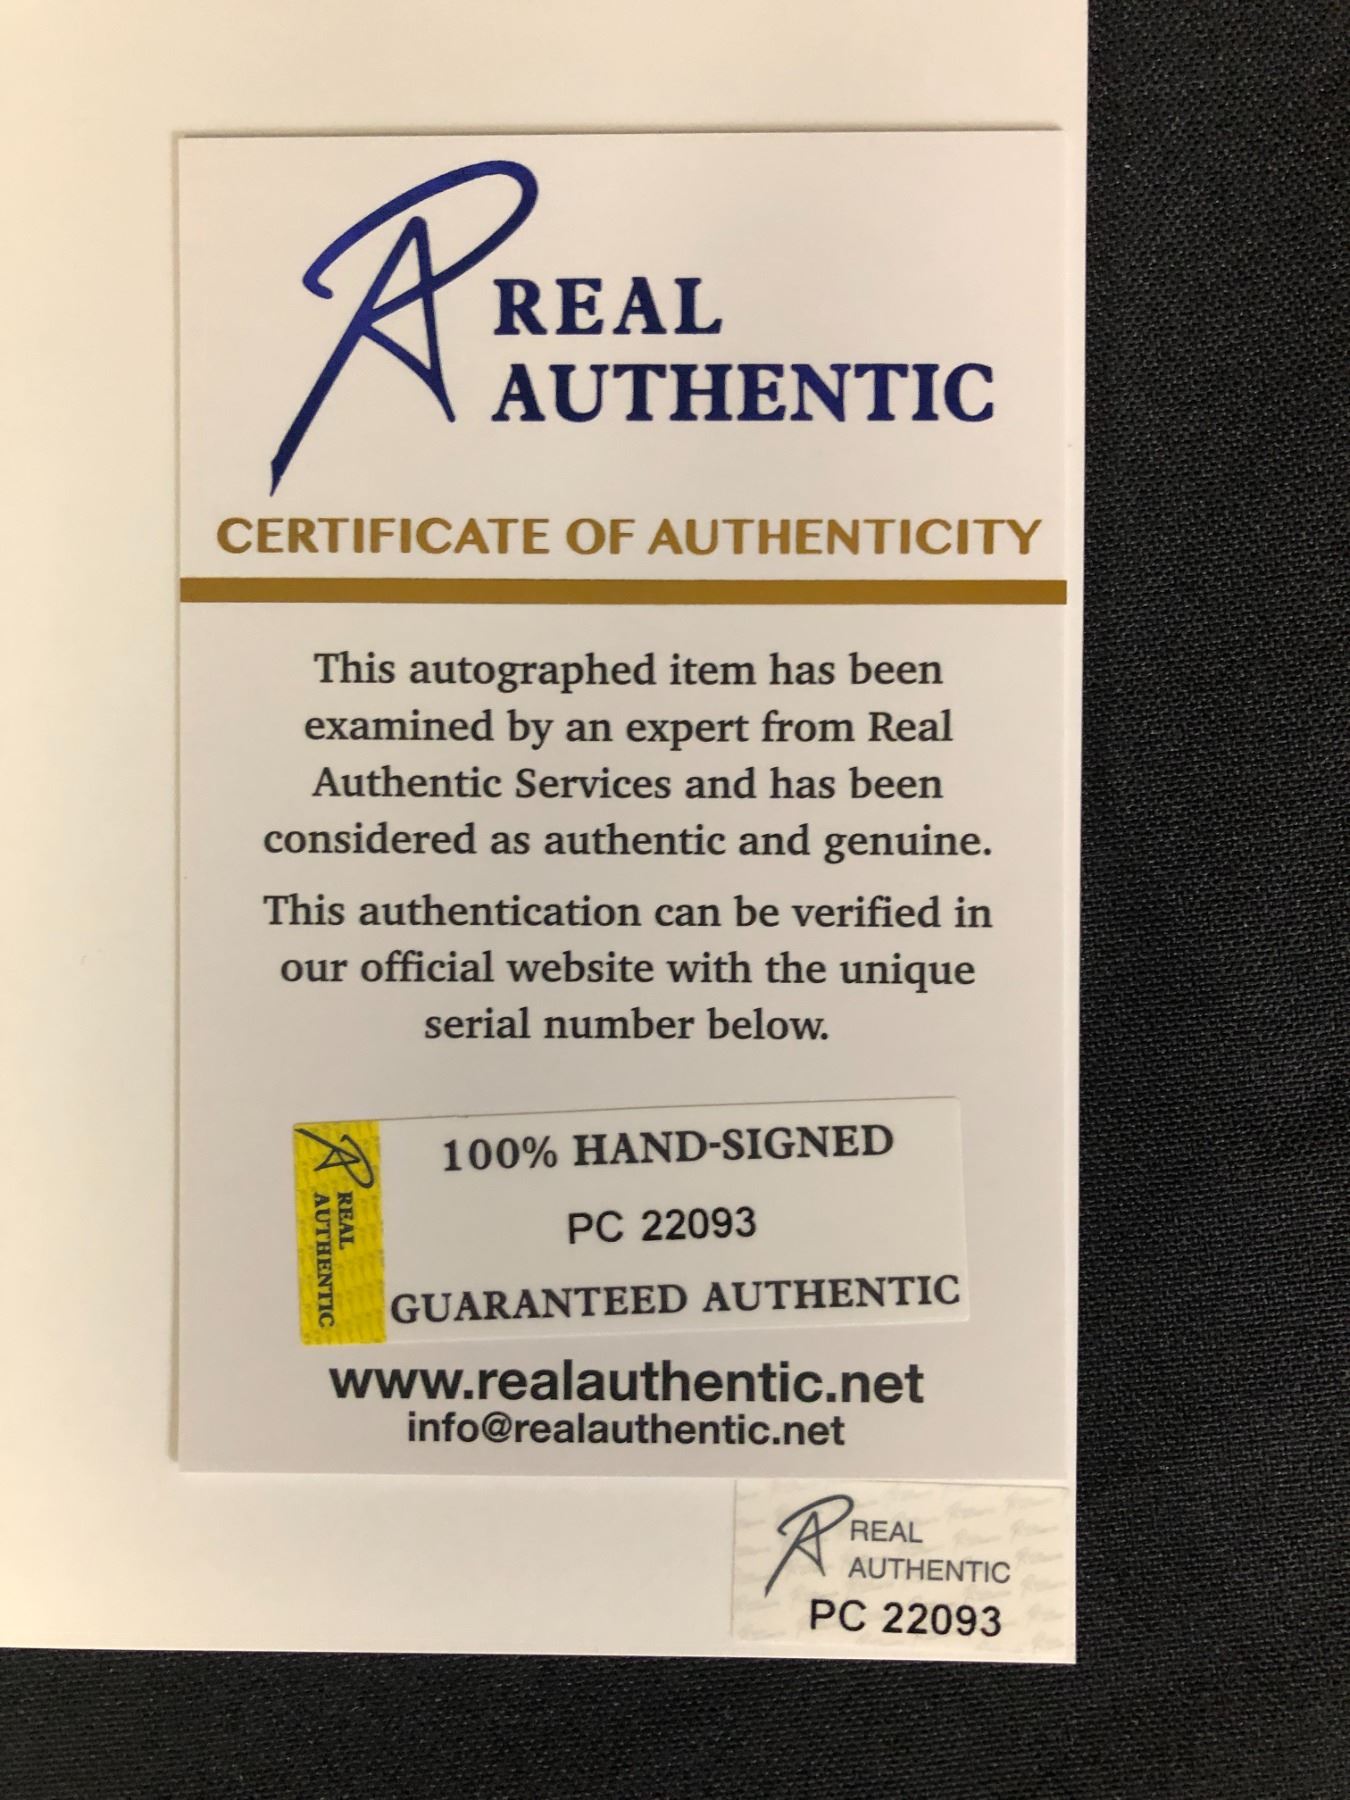 REAL
AUTHENTIC
CERTIFICATE OF AUTHENTICITY
This autographed item has been
examined by an expert from Real
Authentic Services and has been
considered as authentic and genuine.
This authentication can be verified in
our official website with the unique
serial number below.
REAL
AUTHENTIC
100% HAND-SIGNED
PC 22093
GUARANTEED AUTHENTIC
www.realauthentic.net
info@realauthentic.net
REAL
AUTHENTIC
PC 22093